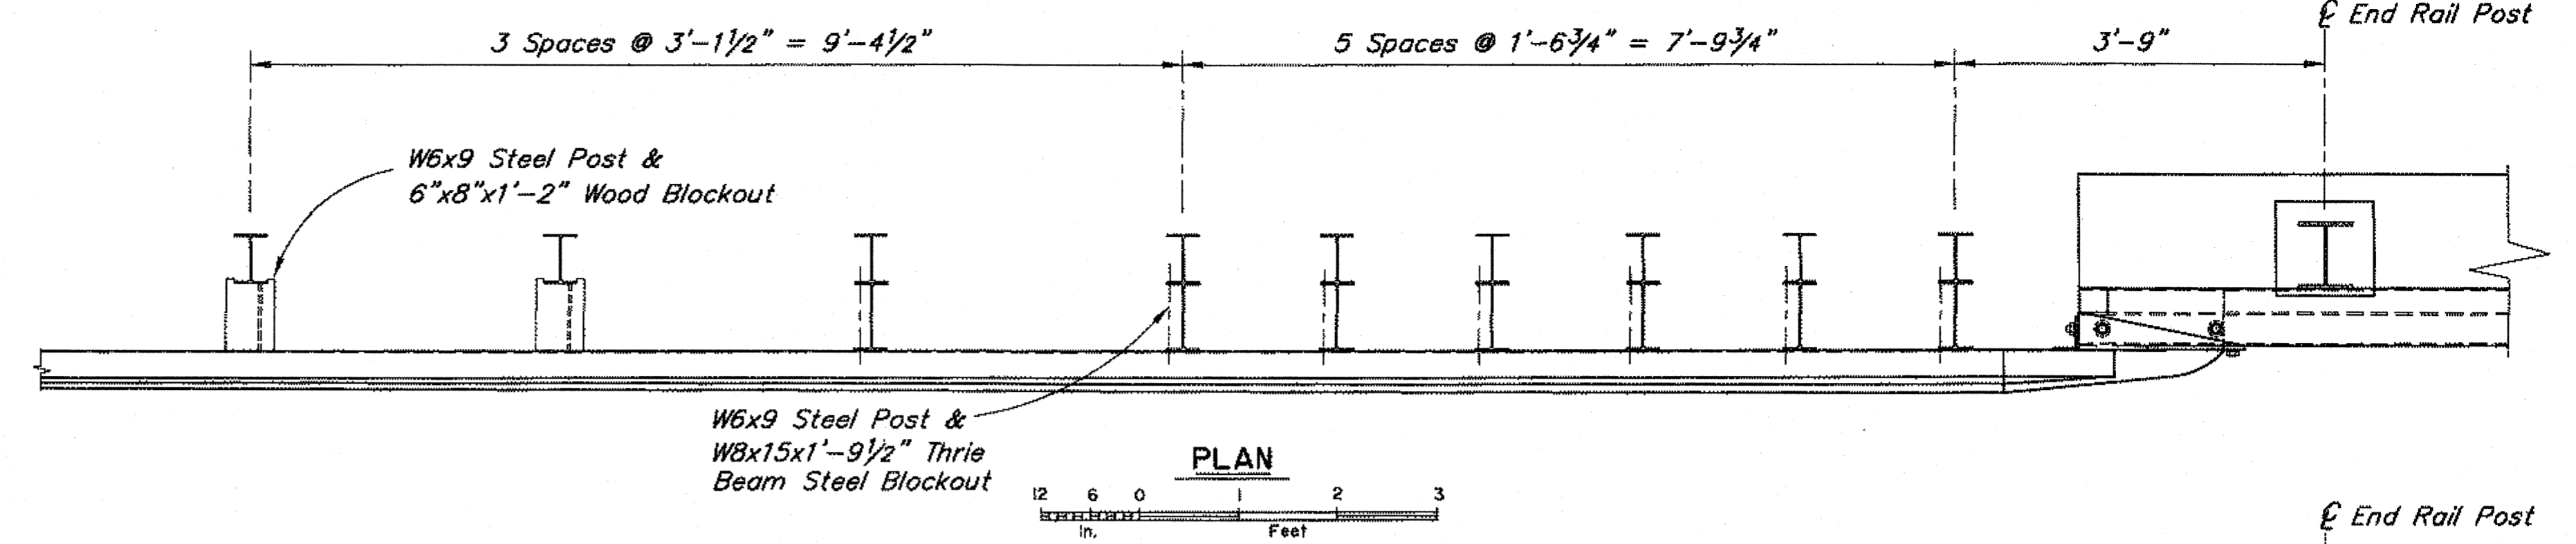 ℄ End Rail Post
3 Spaces @ 3'-1½" = 9'-4½"
5 Spaces @ 1'-6¾" = 7'-9¾"
3'-9"
W6x9 Steel Post &
6"x8"x1'-2" Wood Blockout
W6x9 Steel Post &
W8x15x1'-9½" Thrie
Beam Steel Blockout
PLAN
12 6 0 1 2 3
In. Feet
℄ End Rail Post